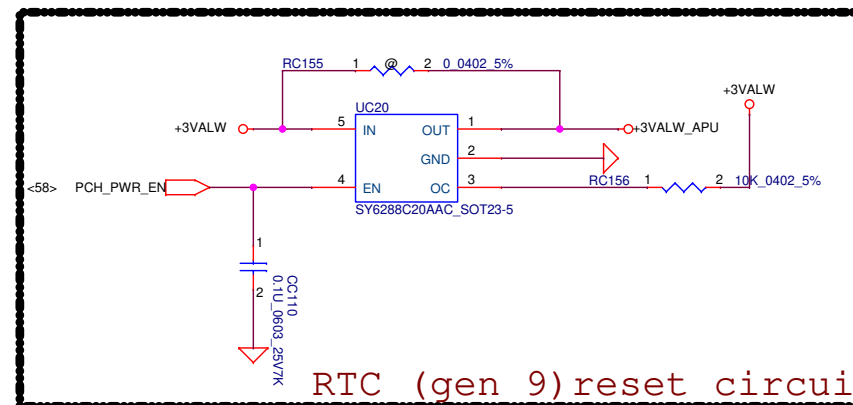 RC155 1 @ 2 0_0402_5%
+3VALW
UC20
+3VALW 5 IN OUT 1 +3VALW_APU
GND 2
<58> PCH_PWR_EN 4 EN OC 3 RC156 1 2 10K_0402_5%
SY6288C20AAC_SOT23-5
1
2
CC110
0.1U_0603_25V7K
RTC (gen 9)reset circui